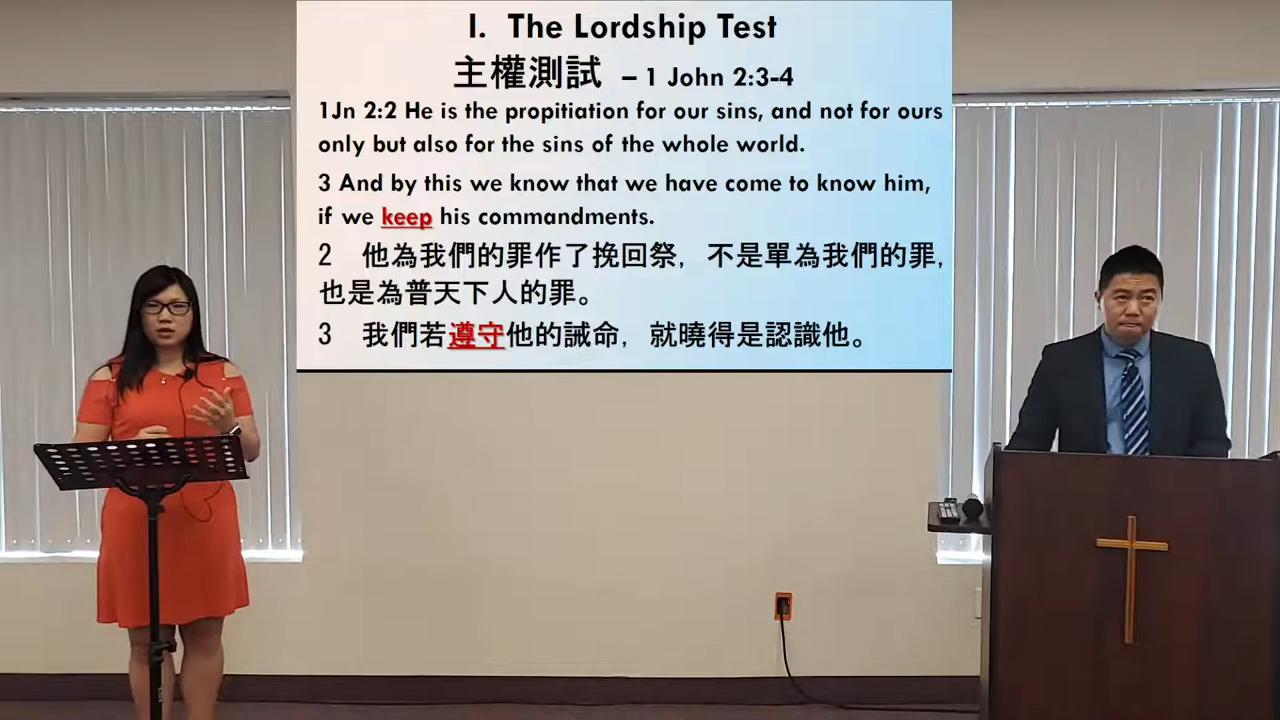 I. The Lordship Test
主權測試 – 1 John 2:3-4
1Jn 2:2 He is the propitiation for our sins, and not for ours
only but also for the sins of the whole world.
3 And by this we know that we have come to know him,
if we keep his commandments.
2 他為我們的罪作了挽回祭, 不是單為我們的罪,
也是為普天下人的罪。
3 我們若遵守他的誡命, 就曉得是認識他。